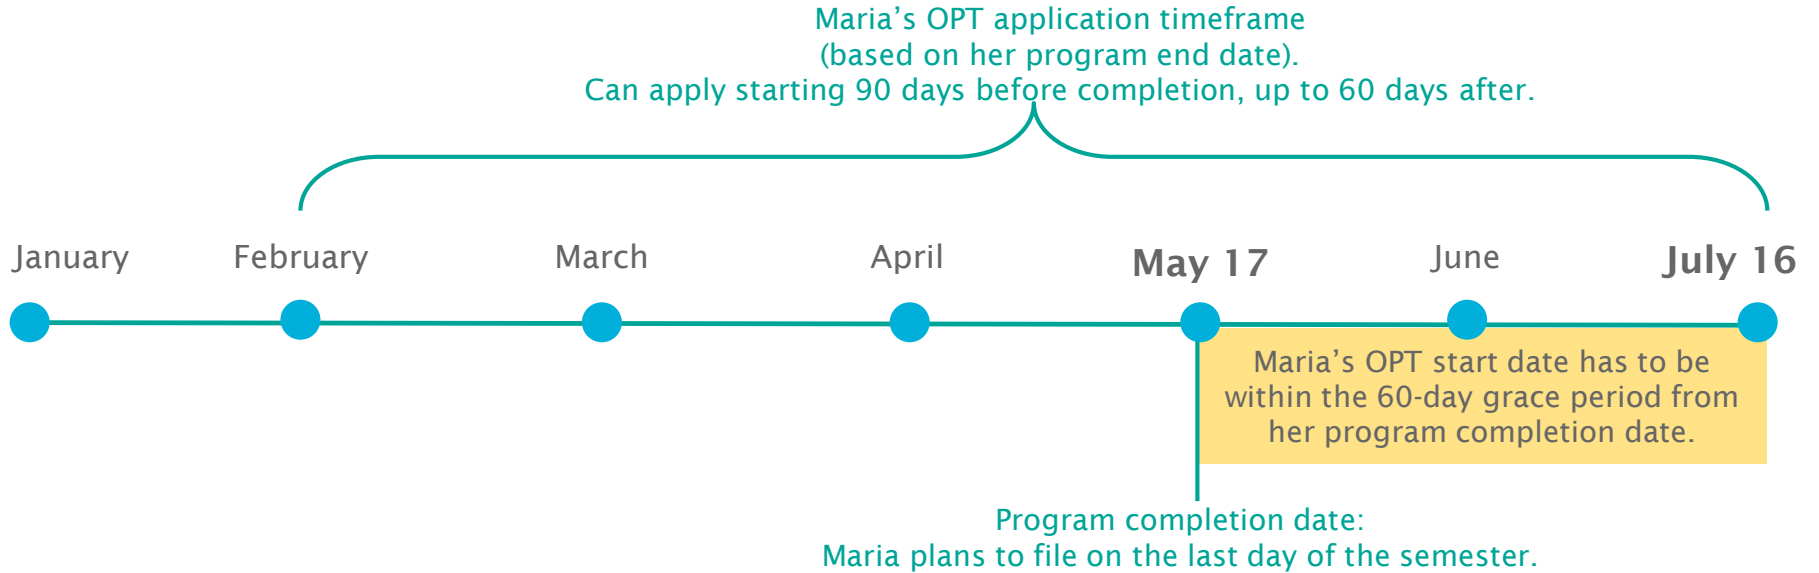 Maria’s OPT application timeframe
(based on her program end date).
Can apply starting 90 days before completion, up to 60 days after.
January
February
March
April
May 17
June
July 16
Maria’s OPT start date has to be
within the 60-day grace period from
her program completion date.
Program completion date:
Maria plans to file on the last day of the semester.